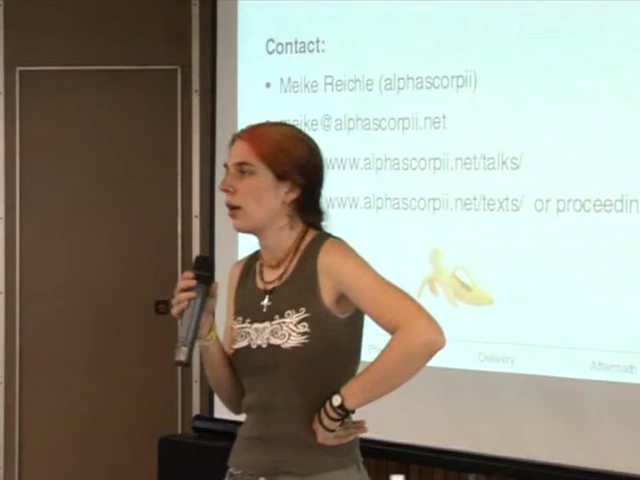 Contact:
• Meike Reichle (alphascorpii)
meike@alphascorpii.net
www.alphascorpii.net/talks/
www.alphascorpii.net/texts/ or proceedin
Delivery
Aftermath